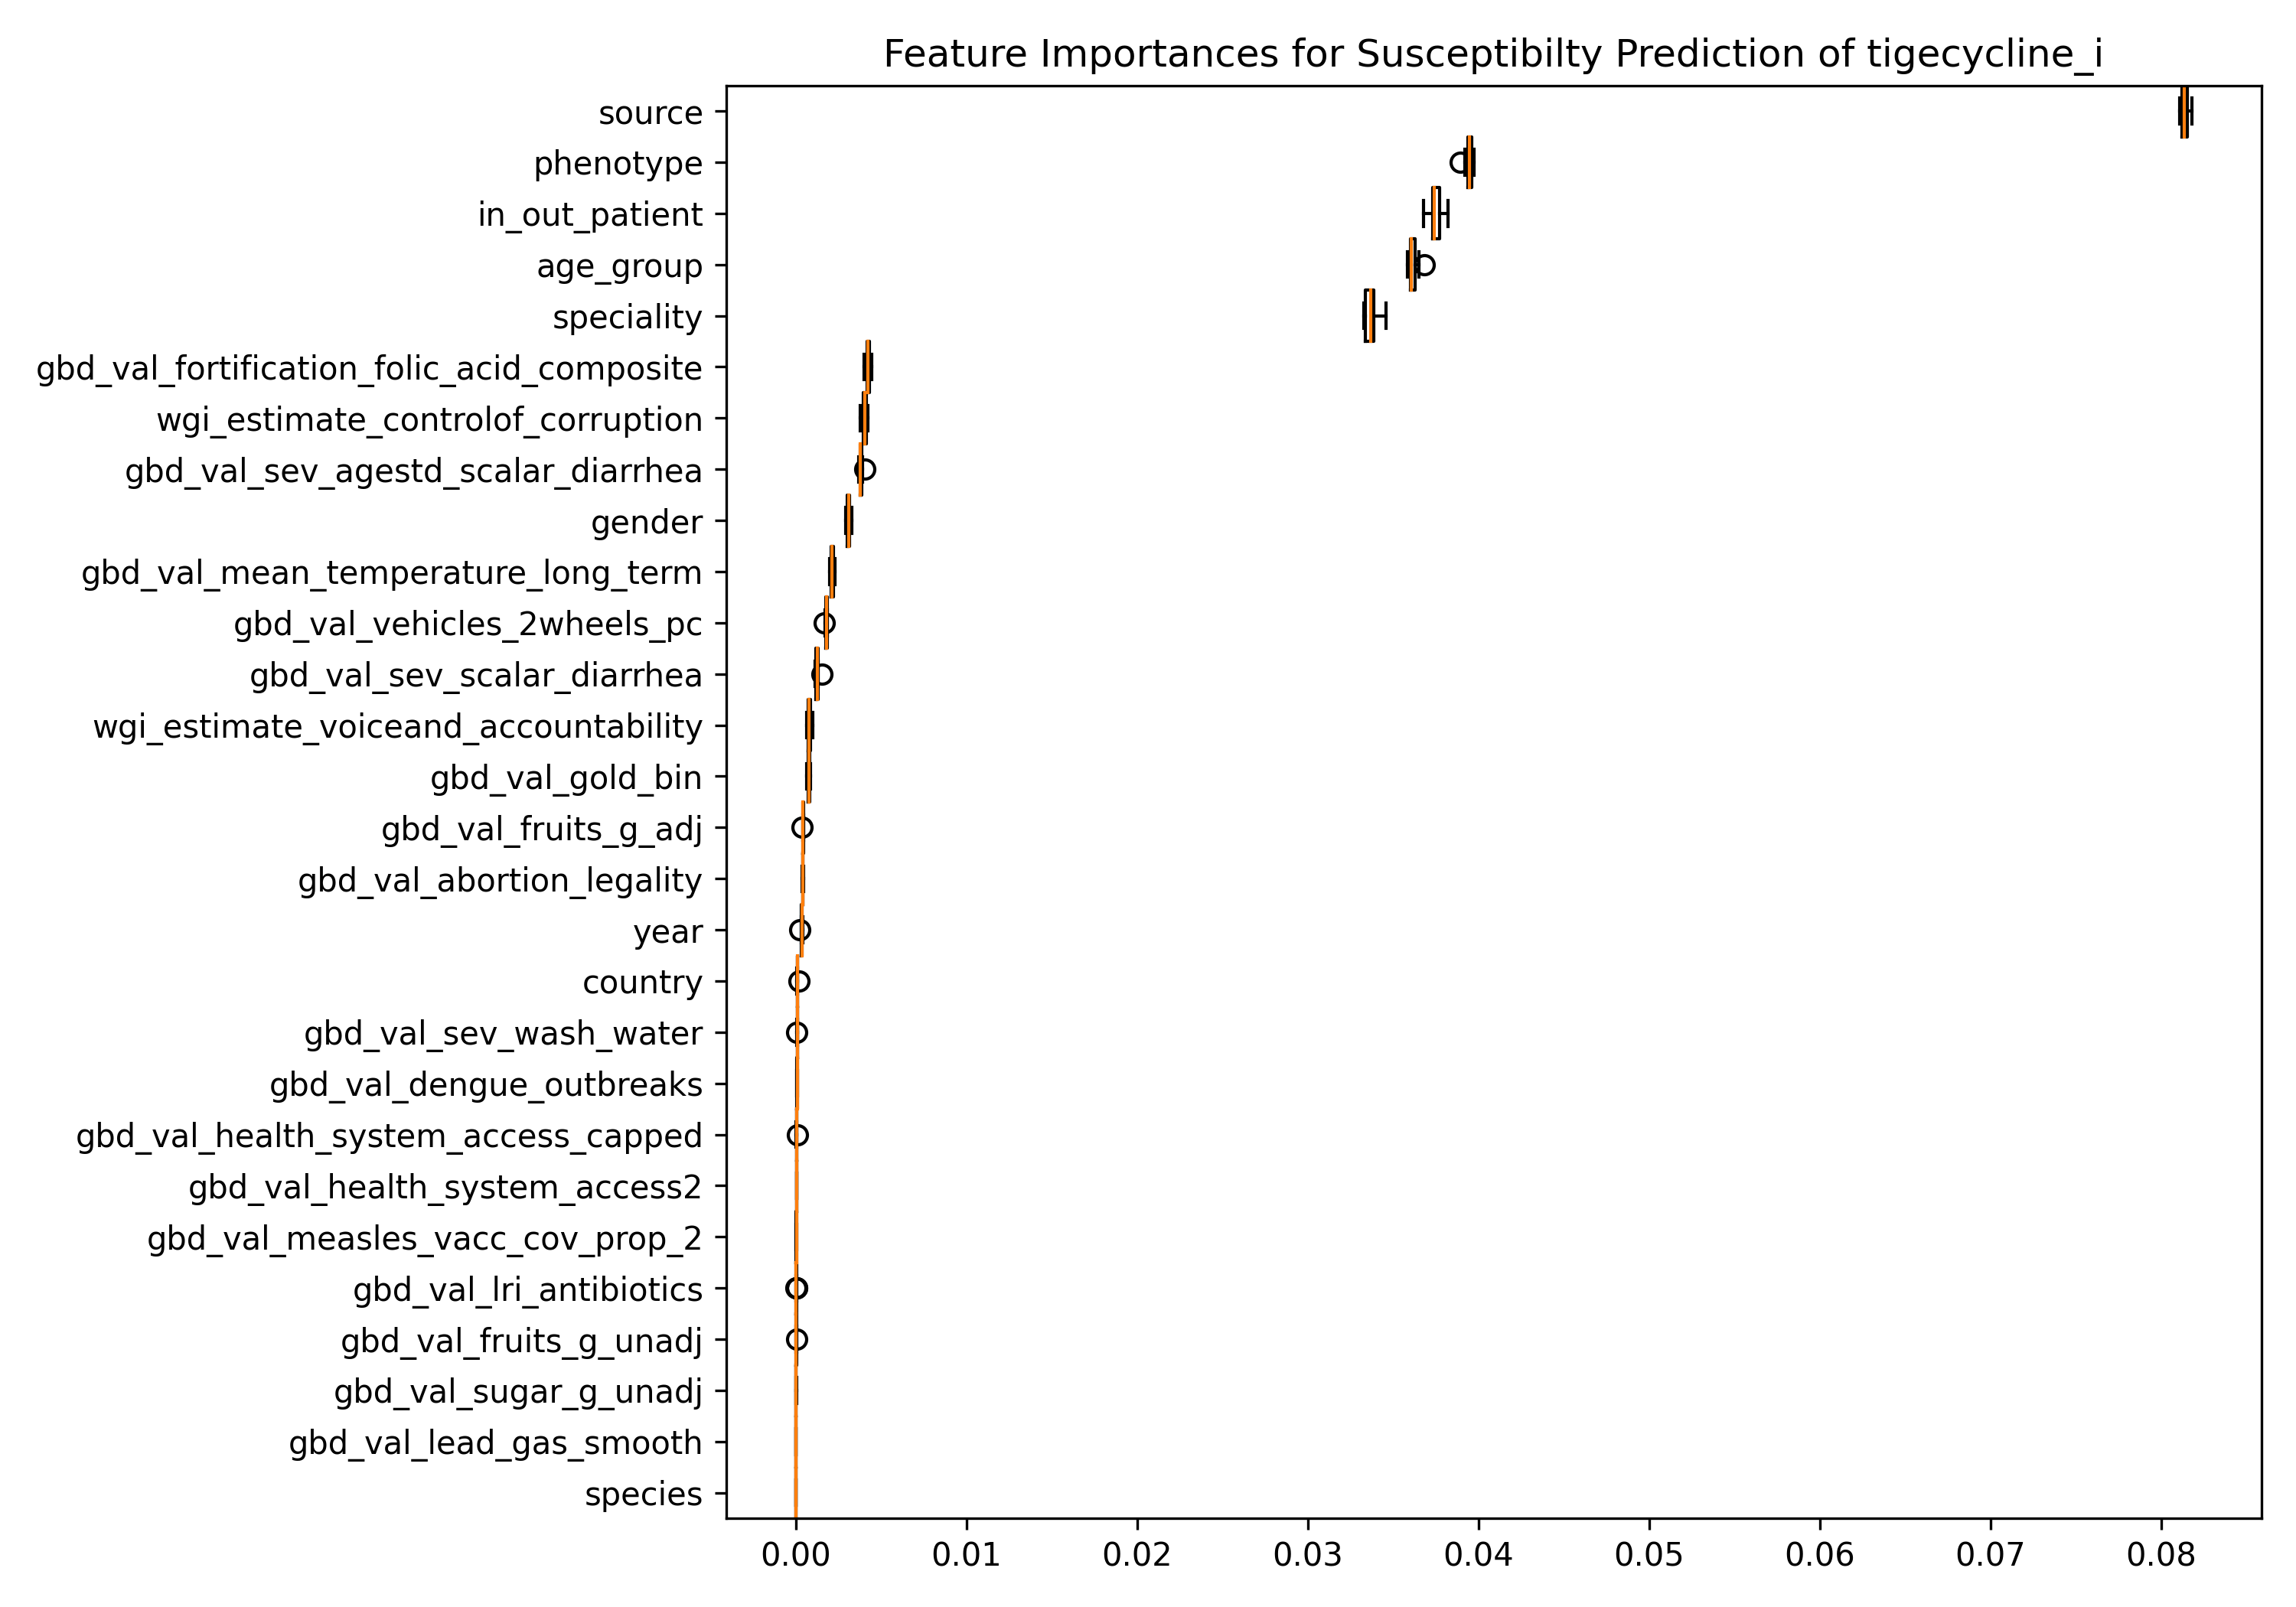 Feature Importances for Susceptibilty Prediction of tigecycline_i
source
phenotype
in_out_patient
age_group
speciality
gbd_val_fortification_folic_acid_composite
wgi_estimate_controlof_corruption
gbd_val_sev_agestd_scalar_diarrhea
gender
gbd_val_mean_temperature_long_term
gbd_val_vehicles_2wheels_pc
gbd_val_sev_scalar_diarrhea
wgi_estimate_voiceand_accountability
gbd_val_gold_bin
gbd_val_fruits_g_adj
gbd_val_abortion_legality
year
country
gbd_val_sev_wash_water
gbd_val_dengue_outbreaks
gbd_val_health_system_access_capped
gbd_val_health_system_access2
gbd_val_measles_vacc_cov_prop_2
gbd_val_lri_antibiotics
gbd_val_fruits_g_unadj
gbd_val_sugar_g_unadj
gbd_val_lead_gas_smooth
species
0.00 0.01 0.02 0.03 0.04 0.05 0.06 0.07 0.08